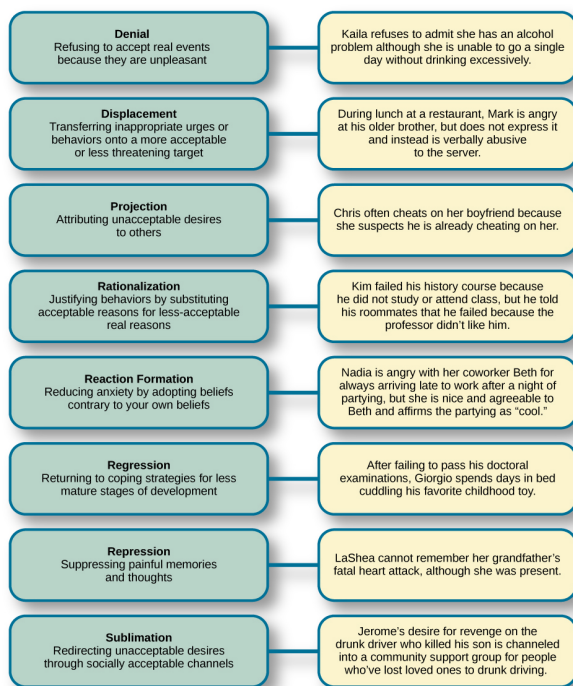 Denial
Refusing to accept real events
because they are unpleasant
Kaila refuses to admit she has an alcohol
problem although she is unable to go a single
day without drinking excessively.
Displacement
Transferring inappropriate urges or
behaviors onto a more acceptable
or less threatening target
During lunch at a restaurant, Mark is angry
at his older brother, but does not express it
and instead is verbally abusive
to the server.
Projection
Attributing unacceptable desires
to others
Chris often cheats on her boyfriend because
she suspects he is already cheating on her.
Rationalization
Justifying behaviors by substituting
acceptable reasons for less-acceptable
real reasons
Kim failed his history course because
he did not study or attend class, but he told
his roommates that he failed because the
professor didn’t like him.
Reaction Formation
Reducing anxiety by adopting beliefs
contrary to your own beliefs
Nadia is angry with her coworker Beth for
always arriving late to work after a night of
partying, but she is nice and agreeable to
Beth and affirms the partying as “cool.”
Regression
Returning to coping strategies for less
mature stages of development
After failing to pass his doctoral
examinations, Giorgio spends days in bed
cuddling his favorite childhood toy.
Repression
Suppressing painful memories
and thoughts
LaShea cannot remember her grandfather’s
fatal heart attack, although she was present.
Sublimation
Redirecting unacceptable desires
through socially acceptable channels
Jerome’s desire for revenge on the
drunk driver who killed his son is channeled
into a community support group for people
who’ve lost loved ones to drunk driving.